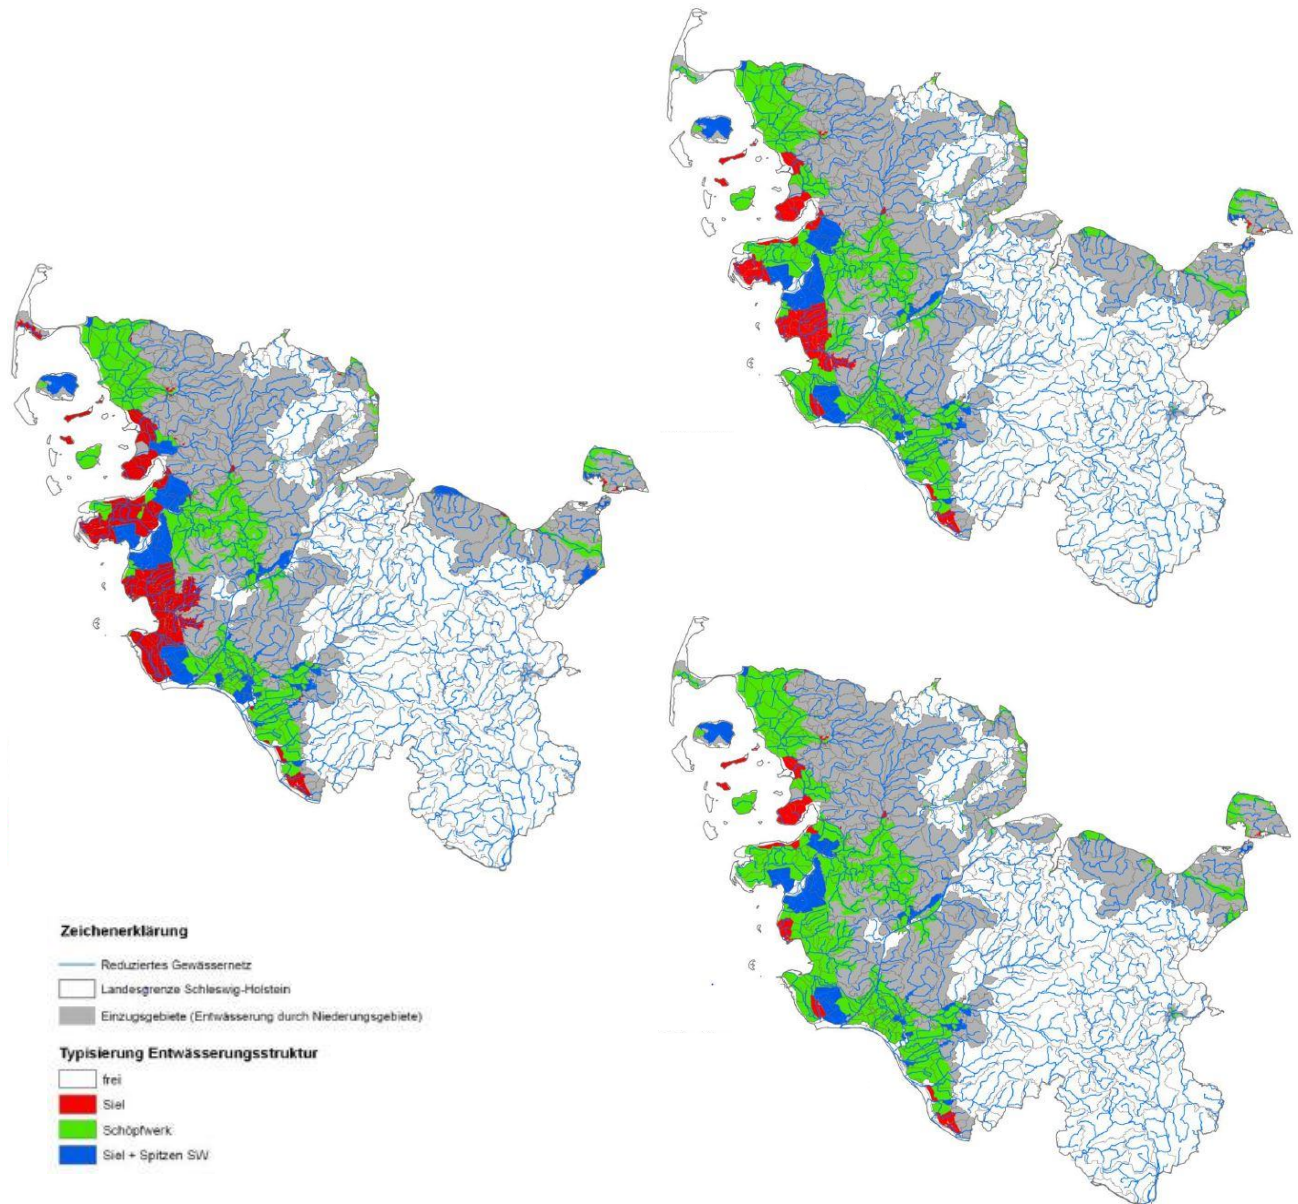 Zeichenerklärung
Reduziertes Gewässernetz
Landesgrenze Schleswig-Holstein
Einzugsgebiete (Entwässerung durch Niederungsgebiete)
Typisierung Entwässerungsstruktur
frei
Siel
Schöpfwerk
Siel + Spitzen SW